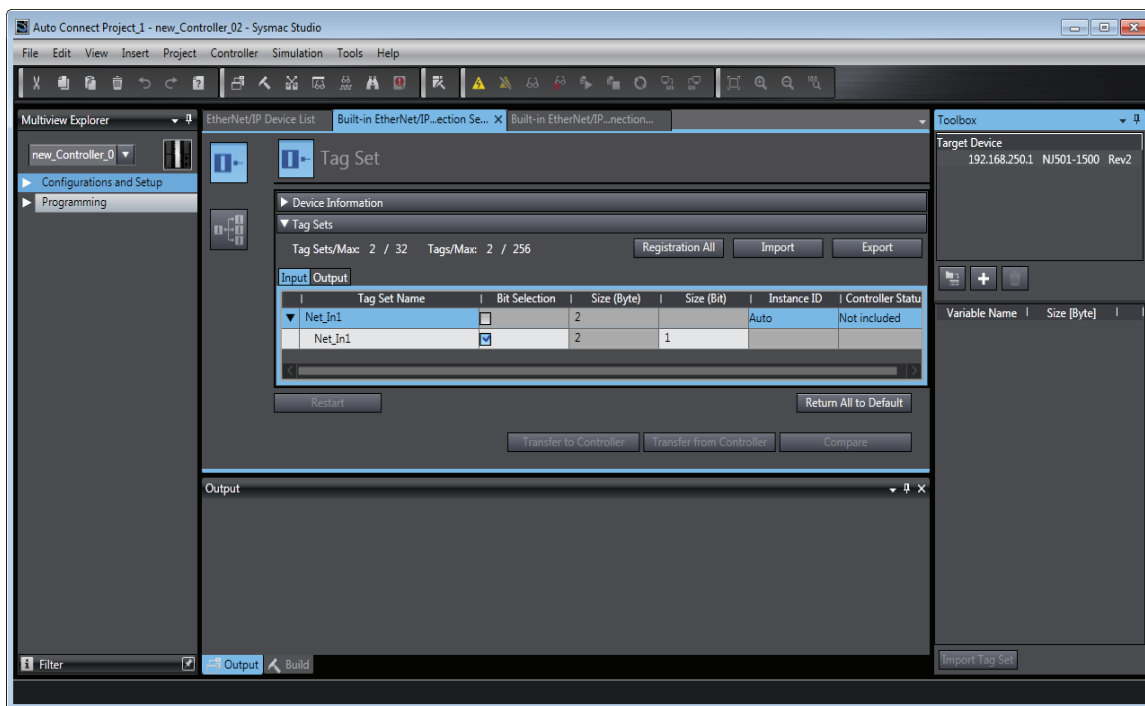 Auto Connect Project_1 - new_Controller_02 - Sysmac Studio
File Edit View Insert Project Controller Simulation Tools Help
Multiview Explorer
new_Controller_0
Configurations and Setup
Programming
Filter
EtherNet/IP Device List
Built-in EtherNet/IP...ection Se...
Built-in EtherNet/IP...nection...
Tag Set
Device Information
Tag Sets
Tag Sets/Max: 2 / 32 Tags/Max: 2 / 256
Registration All Import Export
Input Output
Tag Set Name Bit Selection Size (Byte) Size (Bit) Instance ID Controller Statu
Net_In1 2 Auto Not included
Net_In1 2 1
Restart Return All to Default
Transfer to Controller Transfer from Controller Compare
Output
Output Build
Toolbox
Target Device
192.168.250.1 NJ501-1500 Rev2
Variable Name Size [Byte]
Import Tag Set